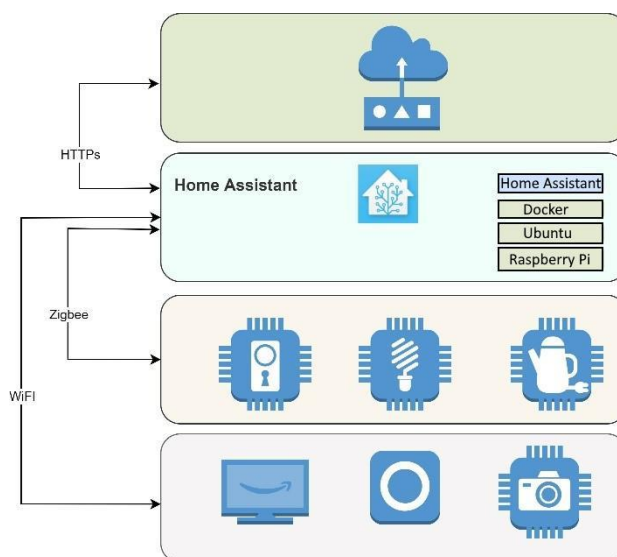 HTTPs
Home Assistant
Home Assistant
Docker
Ubuntu
Raspberry Pi
Zigbee
WiFI